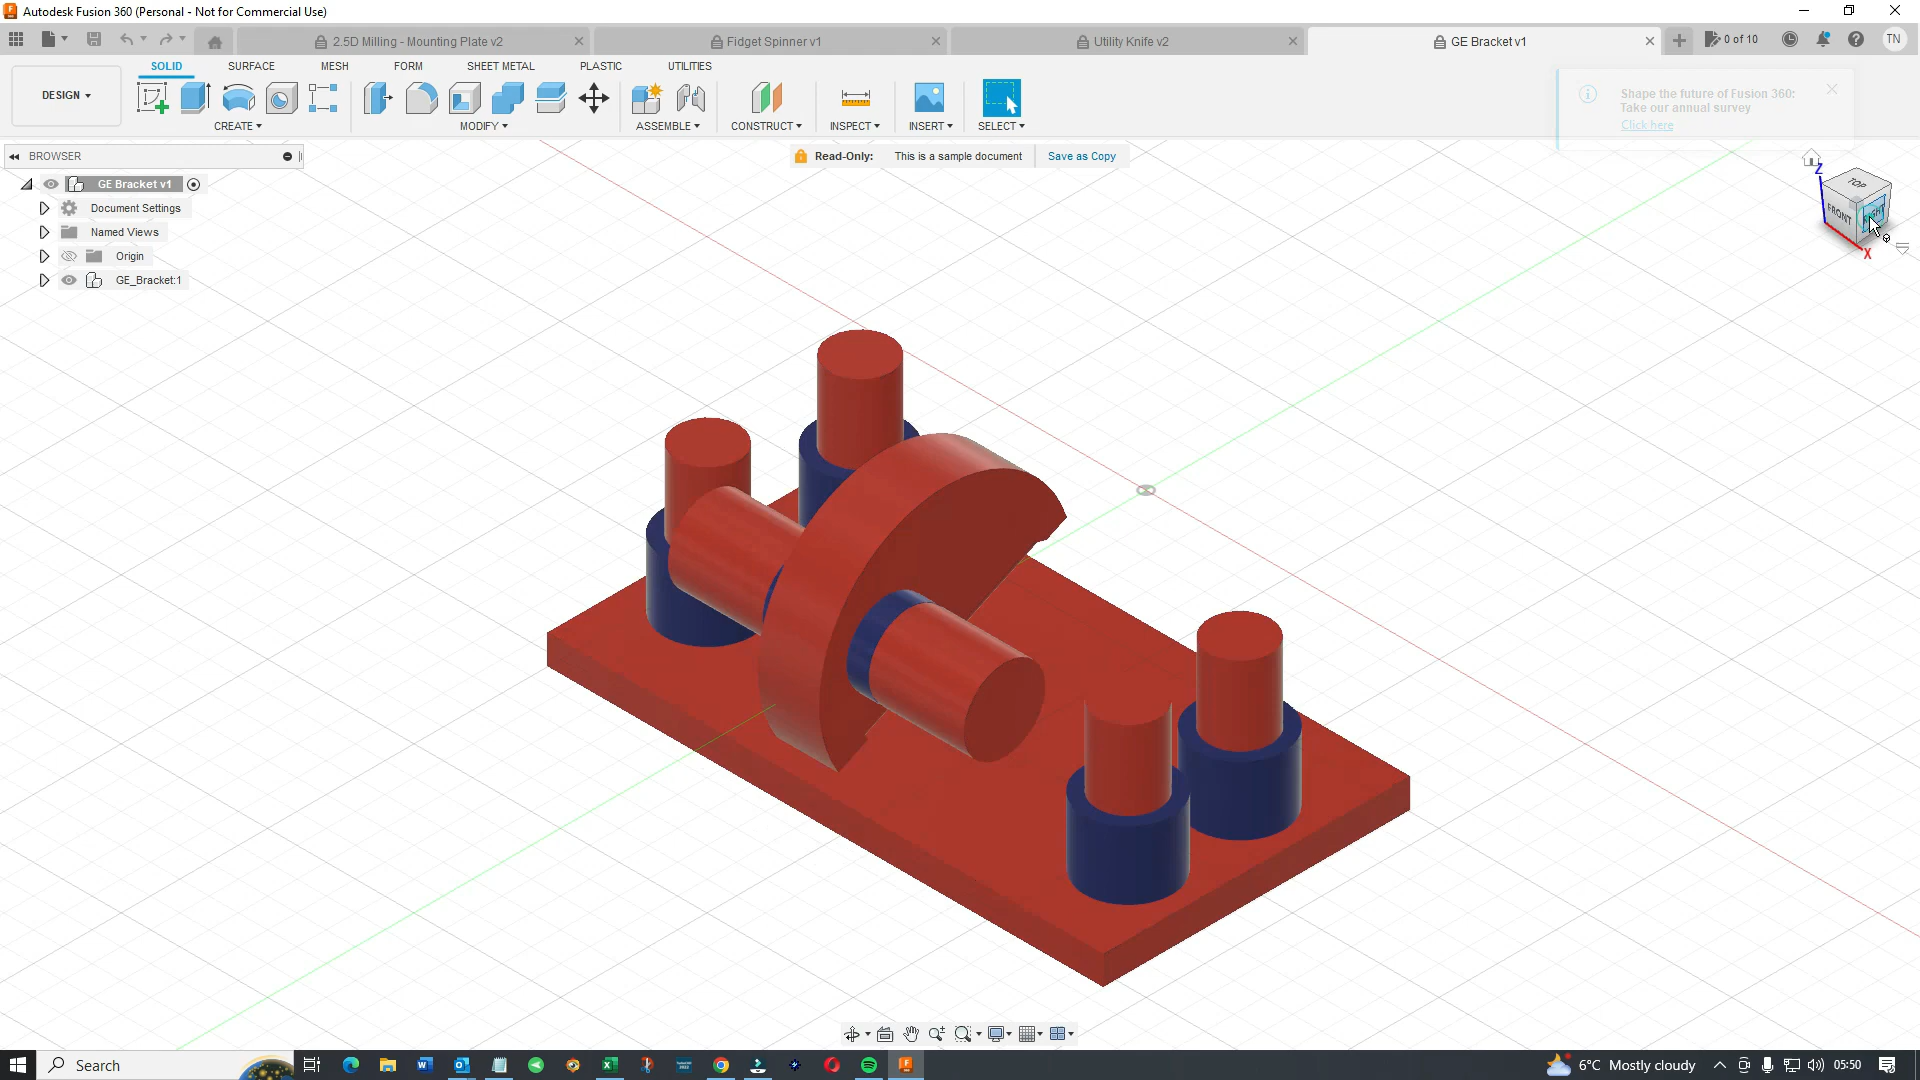 Autodesk Fusion 360 (Personal - Not for Commercial Use)
2.5D Milling - Mounting Plate v2
Fidget Spinner v1
Utility Knife v2
GE Bracket v1
0 of 10
TN
SOLID
SURFACE
MESH
FORM
SHEET METAL
PLASTIC
UTILITIES
DESIGN
CREATE
MODIFY
ASSEMBLE
CONSTRUCT
INSPECT
INSERT
SELECT
Shape the future of Fusion 360:
Take our annual survey
Click here
BROWSER
Read-Only:
This is a sample document
Save as Copy
GE Bracket v1
Document Settings
Named Views
Origin
GE_Bracket:1
Z
TOP
FRONT
RIGHT
X
Search
6°C Mostly cloudy
05:50